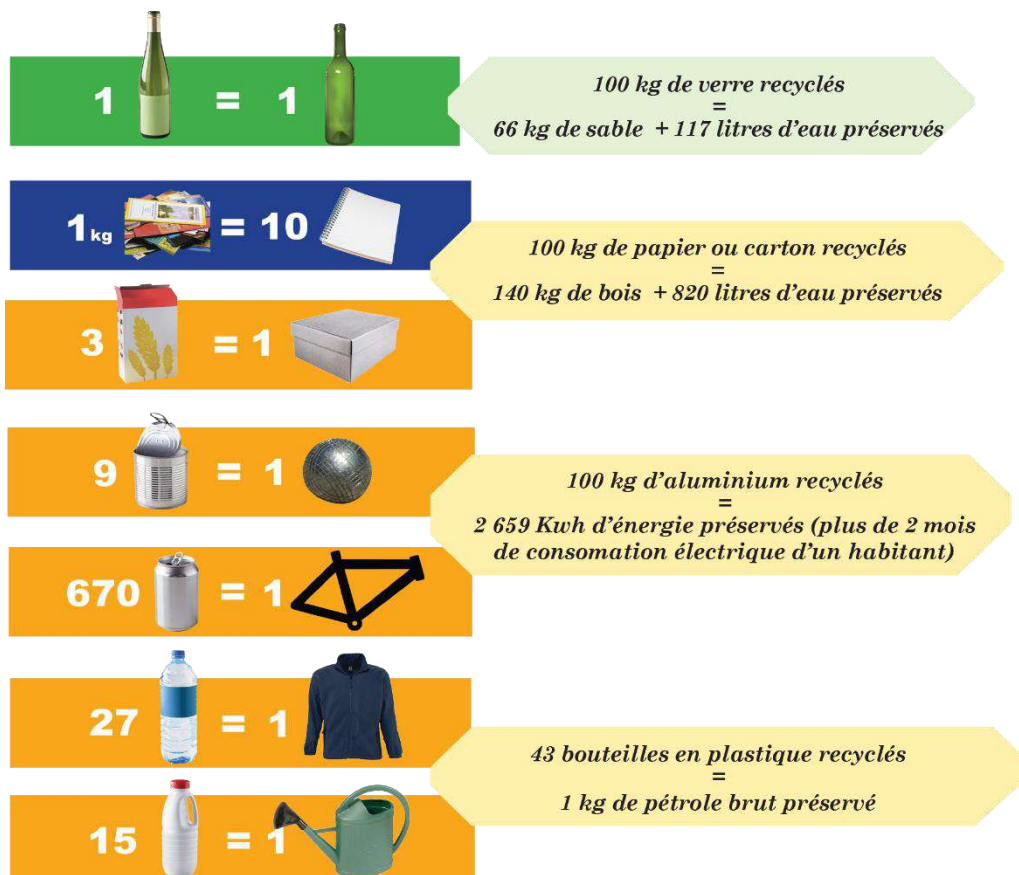 1 = 1
100 kg de verre recyclés
=
66 kg de sable + 117 litres d'eau préservés
1kg = 10
100 kg de papier ou carton recyclés
=
140 kg de bois + 820 litres d'eau préservés
3 = 1
9 = 1
100 kg d'aluminium recyclés
=
2 659 Kwh d'énergie préservés (plus de 2 mois
de consomation électrique d'un habitant)
670 = 1
27 = 1
43 bouteilles en plastique recyclés
=
1 kg de pétrole brut préservé
15 = 1